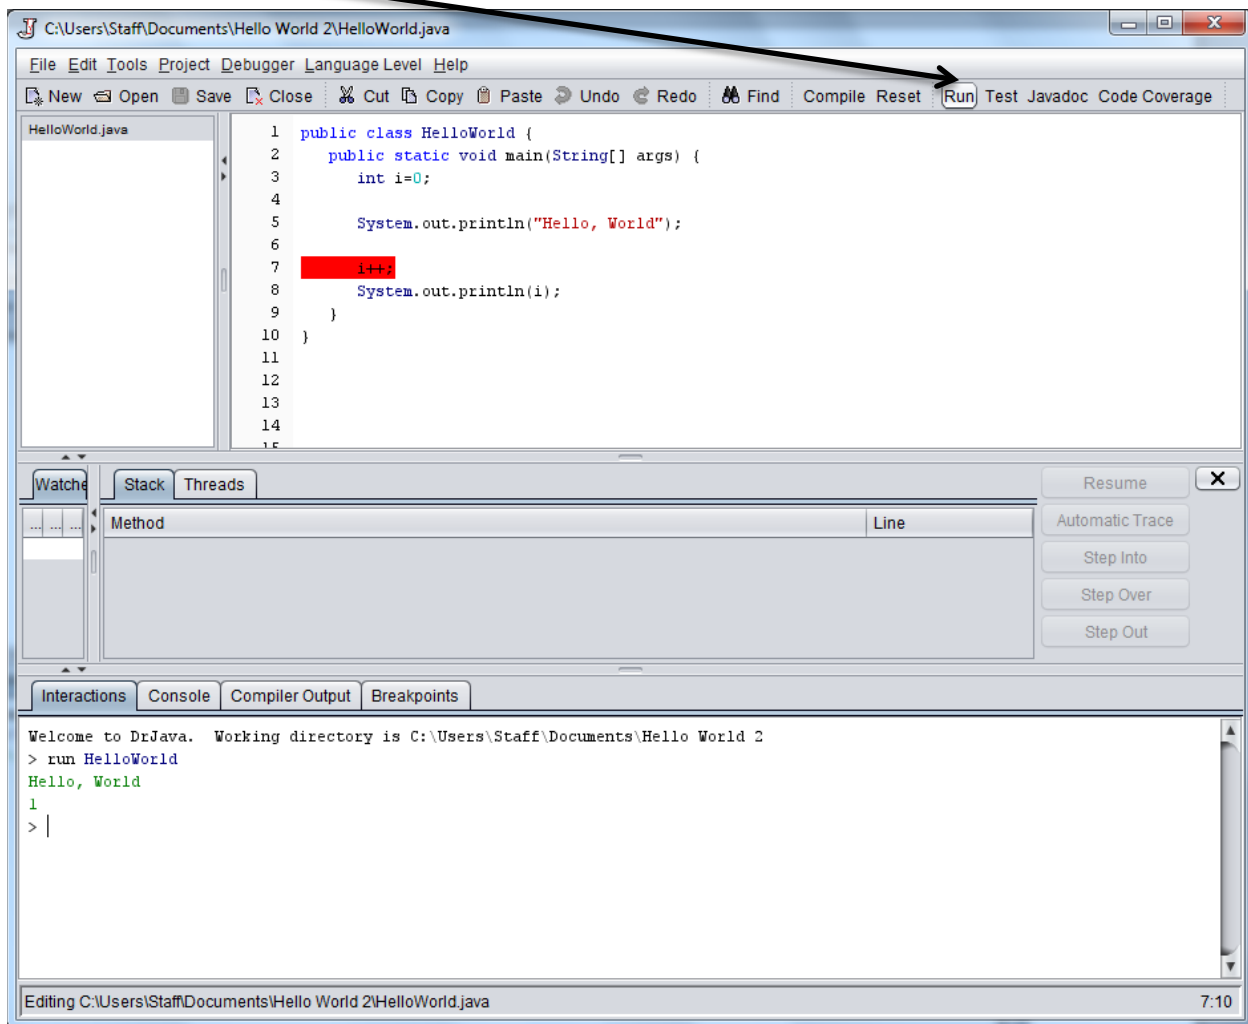 C:\Users\Staff\Documents\Hello World 2\HelloWorld.java
File Edit Tools Project Debugger Language Level Help
New Open Save Close Cut Copy Paste Undo Redo Find Compile Reset Run Test Javadoc Code Coverage
HelloWorld.java
1 public class HelloWorld {
2 public static void main(String[] args) {
3 int i=0;
4
5 System.out.println("Hello, World");
6
7 i++;
8 System.out.println(i);
9 }
10 }
11
12
13
14
15
Watche Stack Threads Resume
... ... ... Method Line Automatic Trace
Step Into
Step Over
Step Out
Interactions Console Compiler Output Breakpoints
Welcome to DrJava. Working directory is C:\Users\Staff\Documents\Hello World 2
> run HelloWorld
Hello, World
1
>
Editing C:\Users\Staff\Documents\Hello World 2\HelloWorld.java 7:10